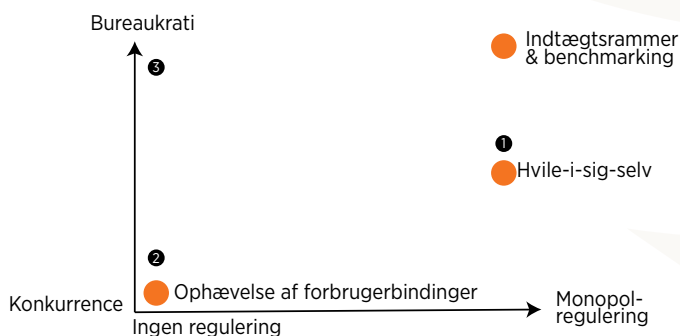 Bureaukrati
Indtægtsrammer
& benchmarking
3
1
Hvile-i-sig-selv
2
Ophævelse af forbrugerbindinger
Konkurrence
Monopol-
regulering
Ingen regulering